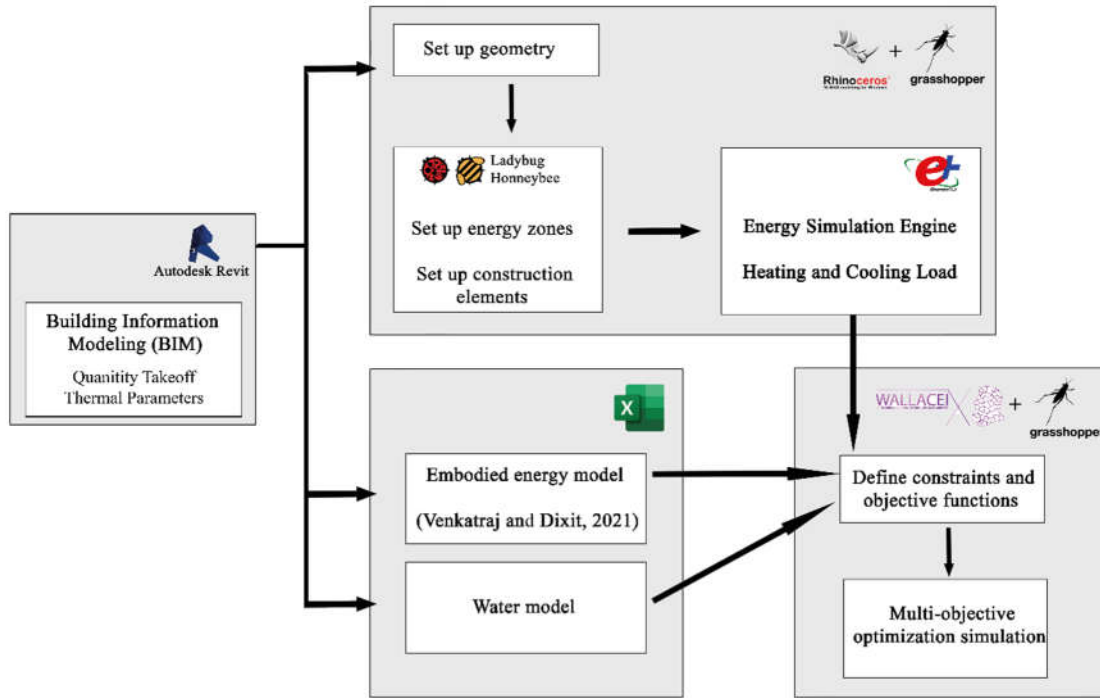 Set up geometry
Rhinoceros
+
grasshopper
Ladybug
Honneybee
Set up energy zones
Set up construction
elements
e+
Energy Simulation Engine
Heating and Cooling Load
Autodesk Revit
Building Information
Modeling (BIM)
Quanitity Takeoff
Thermal Parameters
X
Embodied energy model
(Venkatraj and Dixit, 2021)
Water model
WALLACEI X
+
grasshopper
Define constraints and
objective functions
Multi-objective
optimization simulation